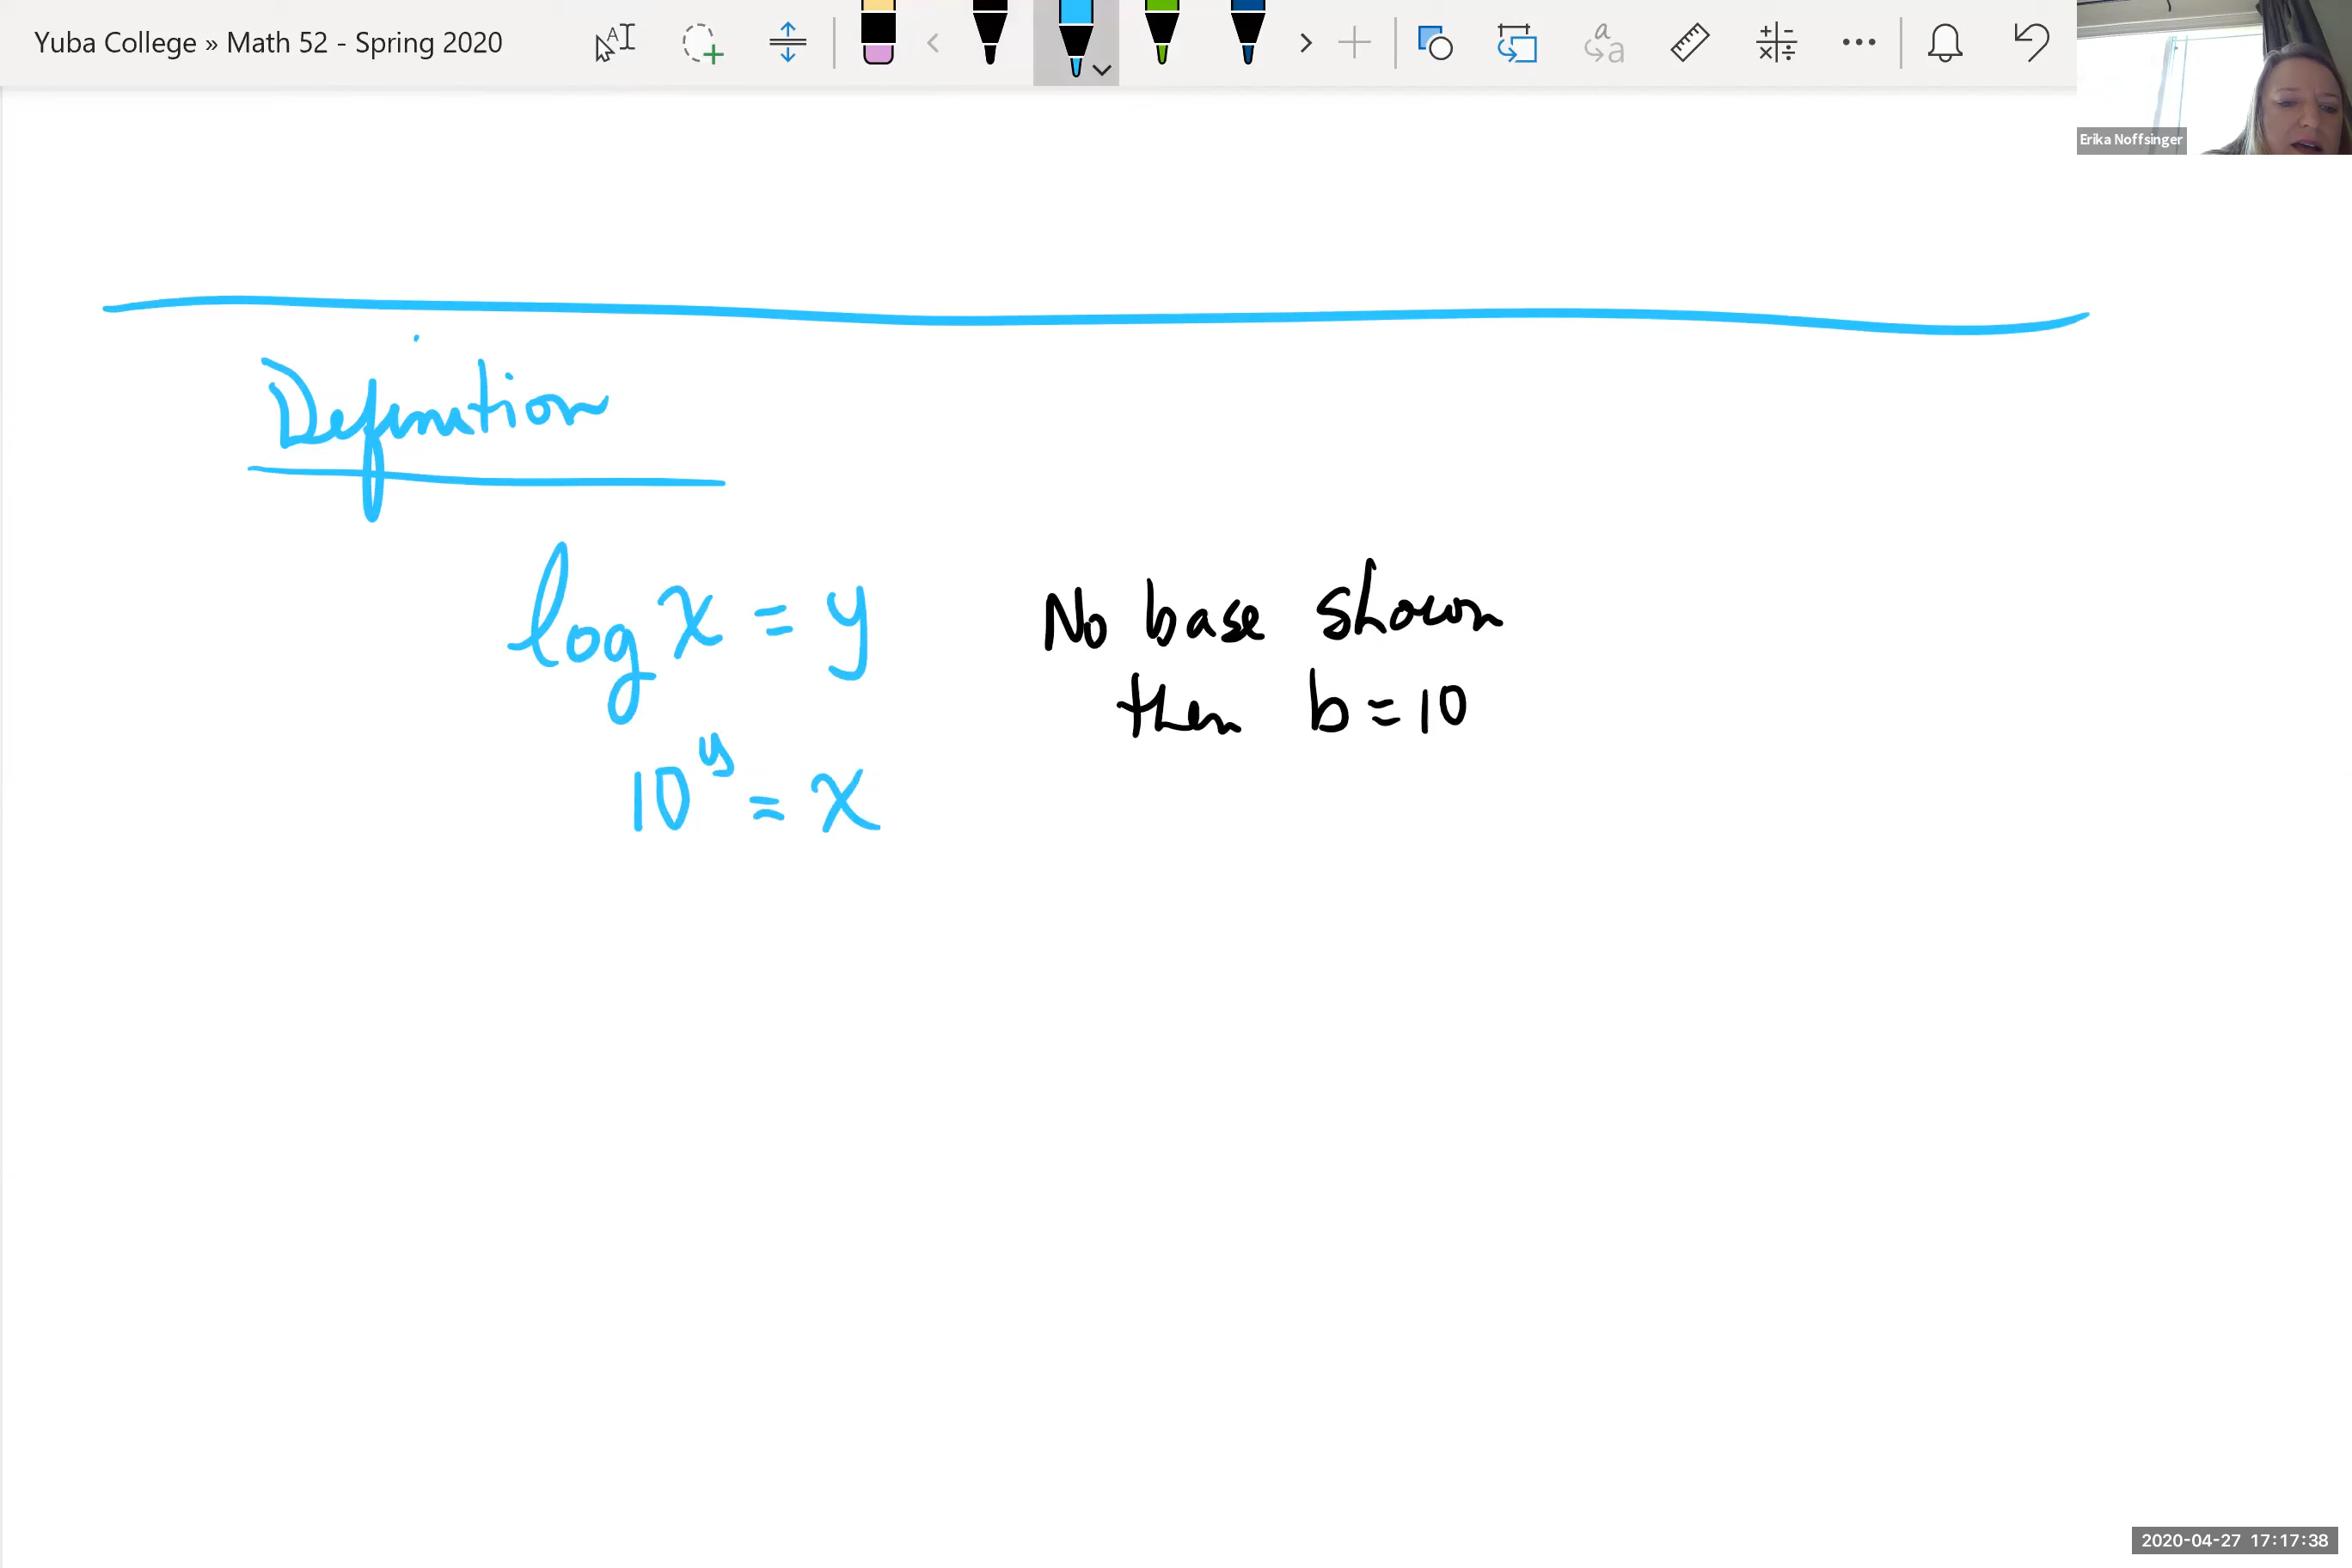 Yuba College » Math 52 - Spring 2020
Erika Noffsinger
Definition
log x = y
No base shown
then b = 10
10^y = x
2020-04-27 17:17:38